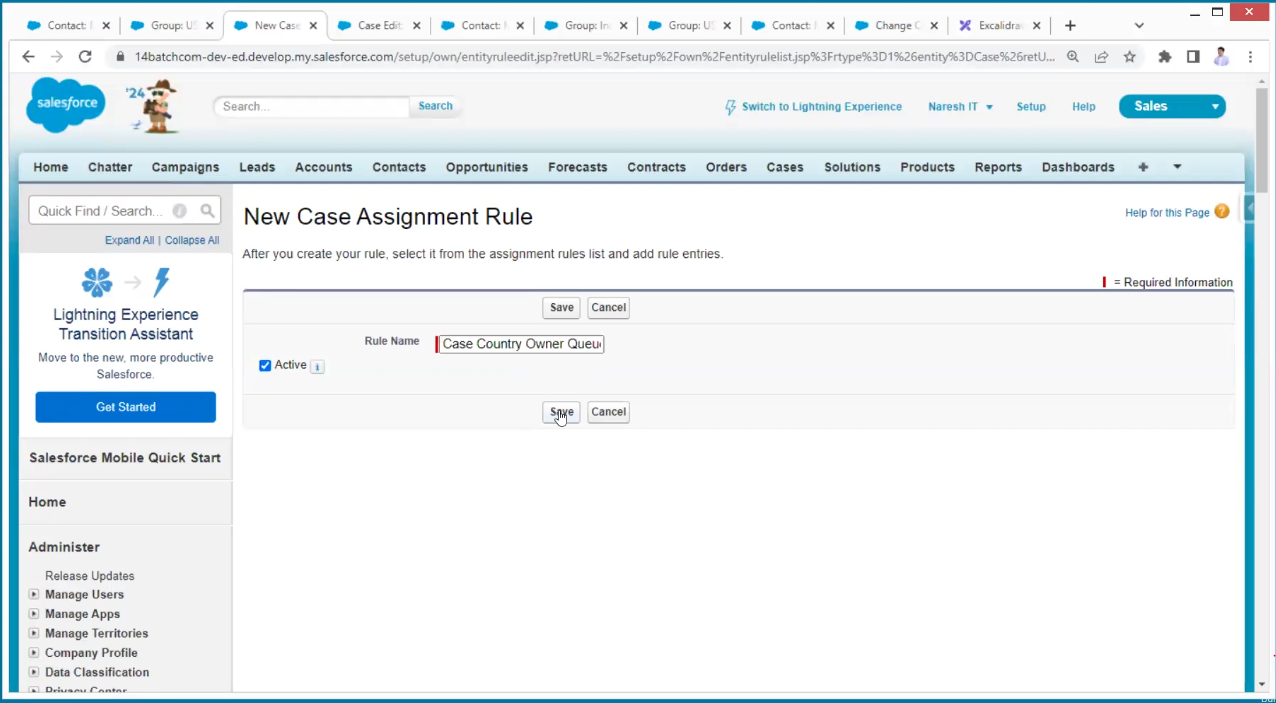 Contact: M
Group: US
New Case
Case Edit:
Contact: M
Group: In
Group: US
Contact:
Change O
Excalidra
14batchcom-dev-ed.develop.my.salesforce.com/setup/own/entityruleedit.jsp?retURL=%2Fsetup%2Fown%2Fentityrulelist.jsp%3Frtype%3D1%26entity%3DCase%26retU...
salesforce
'24
Search...
Search
Switch to Lightning Experience
Naresh IT
Setup
Help
Sales
Home Chatter Campaigns Leads Accounts Contacts Opportunities Forecasts Contracts Orders Cases Solutions Products Reports Dashboards
Quick Find / Search...
Expand All | Collapse All
Lightning Experience
Transition Assistant
Move to the new, more productive
Salesforce.
Get Started
Salesforce Mobile Quick Start
Home
Administer
Release Updates
Manage Users
Manage Apps
Manage Territories
Company Profile
Data Classification
Privacy Center
New Case Assignment Rule
Help for this Page
After you create your rule, select it from the assignment rules list and add rule entries.
= Required Information
Save Cancel
Rule Name Case Country Owner Queu
Active
Save Cancel